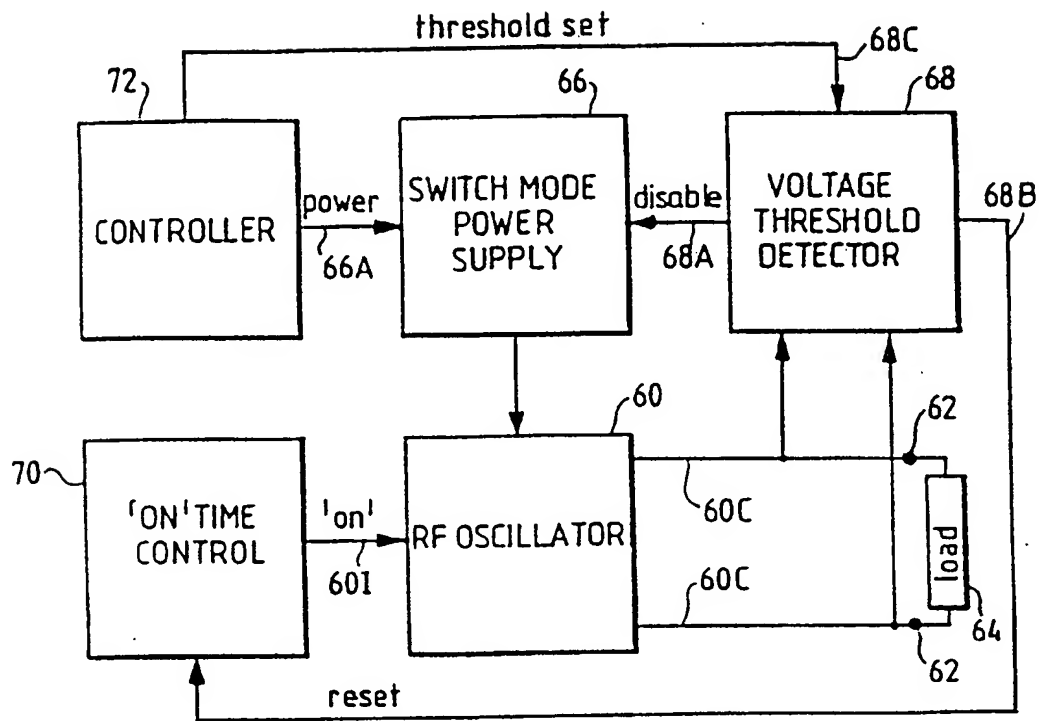 threshold set
68C
72
66
68
CONTROLLER
power
66A
SWITCH MODE
POWER
SUPPLY
disable
68A
VOLTAGE
THRESHOLD
DETECTOR
68B
60
62
70
'ON' TIME
CONTROL
'on'
60I
RF OSCILLATOR
60C
60C
load
64
62
reset